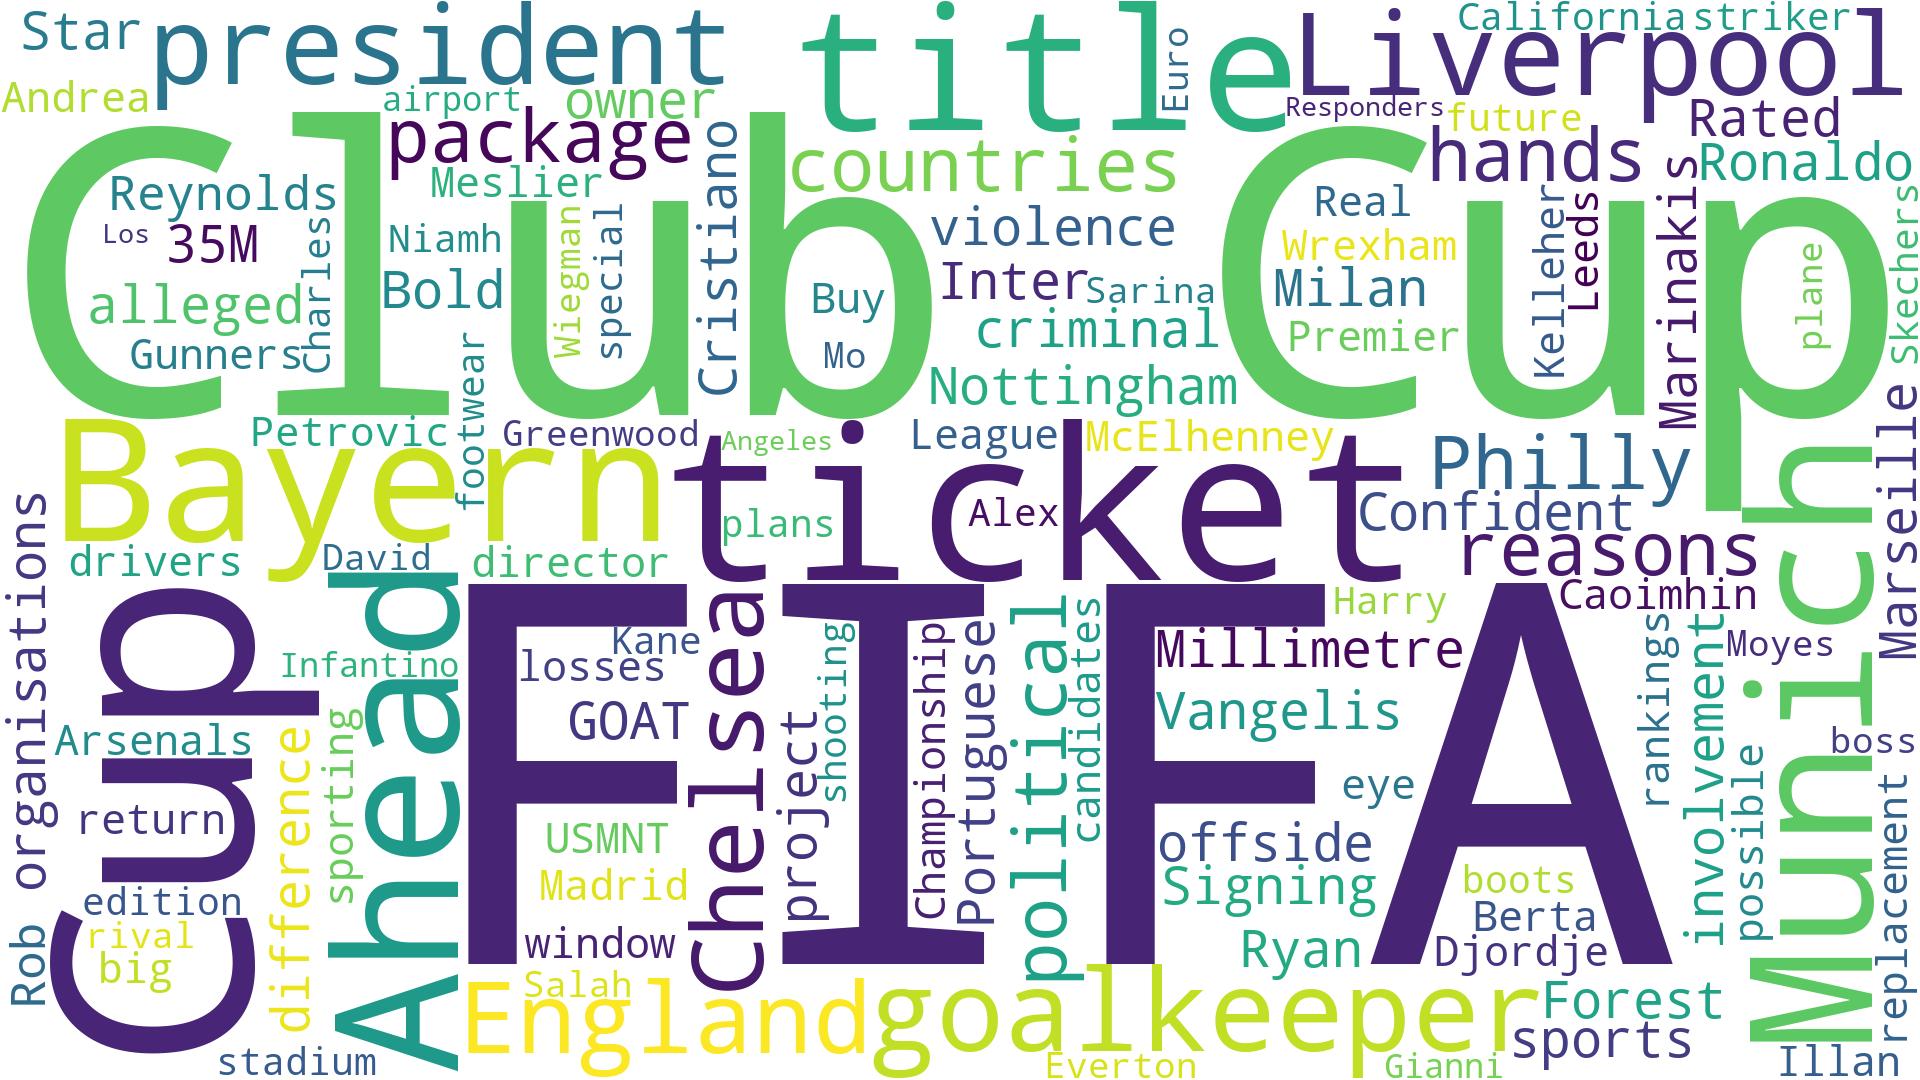 Star
president
title
Liverpool
California
striker
Andrea
airport
owner
Euro
Responders
future
Rated
package
Club
Cup
countries
hands
Ronaldo
Meslier
Cristiano
Reynolds
Los
35M
Charles
Niamh
Wiegman
special
violence
Real
Wrexham
Kelleher
Leeds
Marinakis
Skechers
plane
alleged
Bold
Buy
Inter
Sarina
Milan
Gunners
Mo
criminal
Premier
footwear
Nottingham
Bayern
Petrovic
Greenwood
Angeles
League
McElhenney
Philly
Marseille
ticket
Alex
plans
Confident
Munich
organisations
drivers
David
director
reasons
Cup
Ahead
FIFA
Chelsea
Caoimhin
Harry
Kane
Infantino
losses
shooting
Championship
Portuguese
political
candidates
Millimetre
rankings
involvement
Moyes
GOAT
project
Vangelis
Arsenals
difference
sporting
boss
return
eye
possible
replacement
USMNT
offside
edition
Madrid
Signing
boots
Berta
rival
big
Rob
window
Ryan
Djordje
Salah
England
goalkeeper
Forest
sports
stadium
Everton
Gianni
Illan